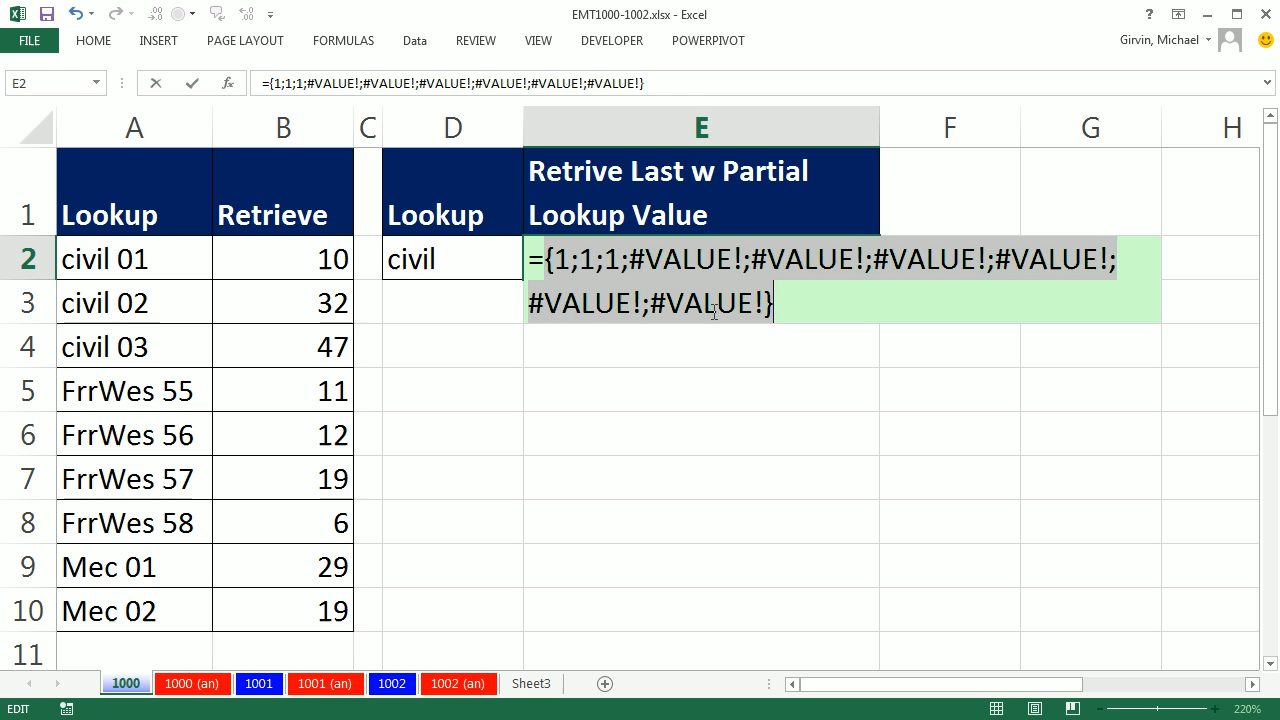 EMT1000-1002.xlsx - Excel
FILE HOME INSERT PAGE LAYOUT FORMULAS Data REVIEW VIEW DEVELOPER POWERPIVOT Girvin, Michael
E2 fx ={1;1;1;#VALUE!;#VALUE!;#VALUE!;#VALUE!;#VALUE!;#VALUE!}
A B C D E F G H
Retrive Last w Partial
1 Lookup Retrieve Lookup Lookup Value
2 civil 01 10 civil ={1;1;1;#VALUE!;#VALUE!;#VALUE!;#VALUE!;
3 civil 02 32 #VALUE!;#VALUE!}
4 civil 03 47
5 FrrWes 55 11
6 FrrWes 56 12
7 FrrWes 57 19
8 FrrWes 58 6
9 Mec 01 29
10 Mec 02 19
11
1000 1000 (an) 1001 1001 (an) 1002 1002 (an) Sheet3
EDIT 220%